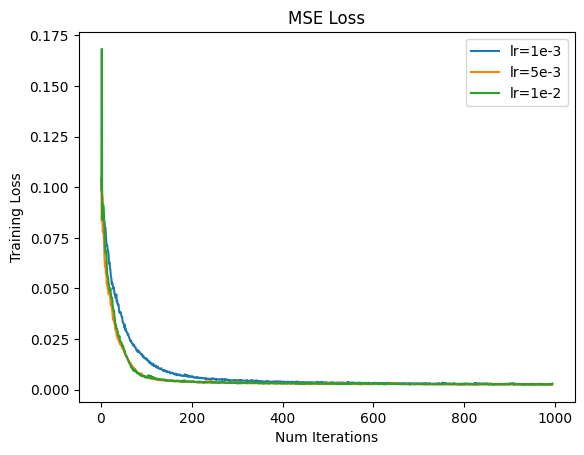 MSE Loss
Training Loss
0.175
0.150
0.125
0.100
0.075
0.050
0.025
0.000
lr=1e-3
lr=5e-3
lr=1e-2
0 200 400 600 800 1000
Num Iterations